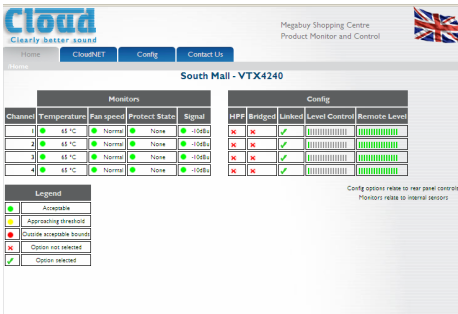 Cloud
Clearly better sound
Megabuy Shopping Centre
Product Monitor and Control
Home CloudNET Config Contact Us
Home
South Mall - VTX4240
Monitors
Channel Temperature Fan speed Protect State Signal
1 65 °C Normal None -10dBu
2 65 °C Normal None -10dBu
3 65 °C Normal None -10dBu
4 65 °C Normal None -10dBu
Config
HPF Bridged Linked Level Control Remote Level
Legend
Acceptable
Approaching threshold
Outside acceptable bounds
Option not selected
Option selected
Config options relate to rear panel controls
Monitors relate to internal sensors